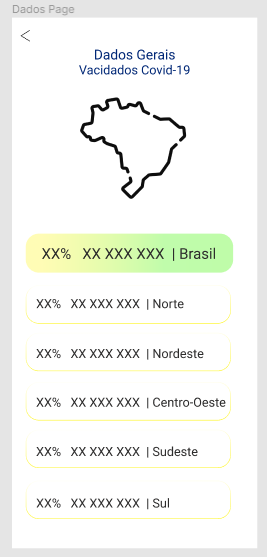 Dados Page
<
Dados Gerais
Vacidados Covid-19
XX% XX XXX XXX | Brasil
XX% XX XXX XXX | Norte
XX% XX XXX XXX | Nordeste
XX% XX XXX XXX | Centro-Oeste
XX% XX XXX XXX | Sudeste
XX% XX XXX XXX | Sul